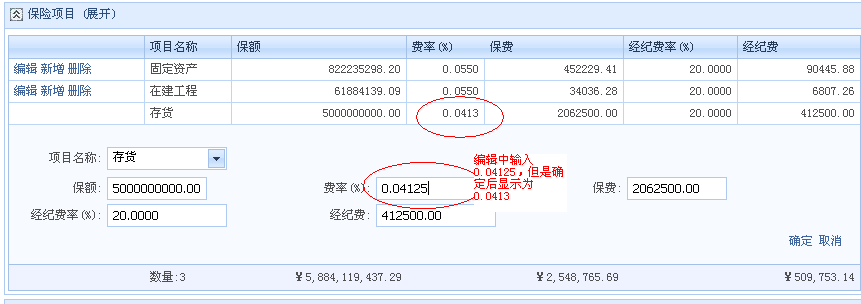 保险项目 (展开)
项目名称 保额 费率(%) 保费 经纪费率(%) 经纪费
编辑 新增 删除 固定资产 822235298.20 0.0550 452229.41 20.0000 90445.88
编辑 新增 删除 在建工程 61884139.09 0.0550 34036.28 20.0000 6807.26
存货 5000000000.00 0.0413 2062500.00 20.0000 412500.00
项目名称: 存货
编辑中输入
0.04125，但是确
定后显示为
0.0413
保额: 5000000000.00 费率(%): 0.04125 保费: 2062500.00
经纪费率(%): 20.0000 经纪费: 412500.00
确定 取消
数量:3 ¥5,884,119,437.29 ¥2,548,765.69 ¥509,753.14